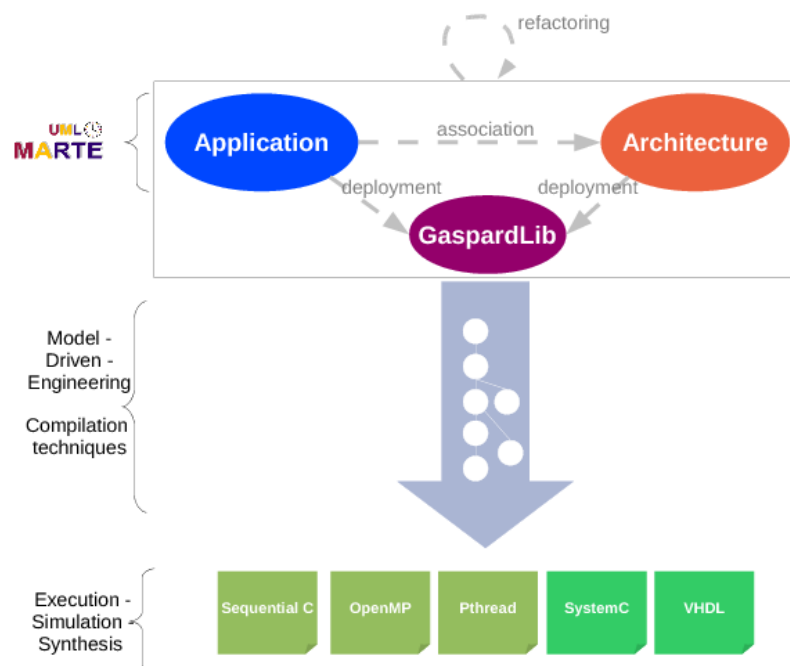 refactoring
UML
MARTE
Application
association
Architecture
deployment
deployment
GaspardLib
Model -
Driven -
Engineering
Compilation
techniques
Execution -
Simulation -
Synthesis
Sequential C
OpenMP
Pthread
SystemC
VHDL